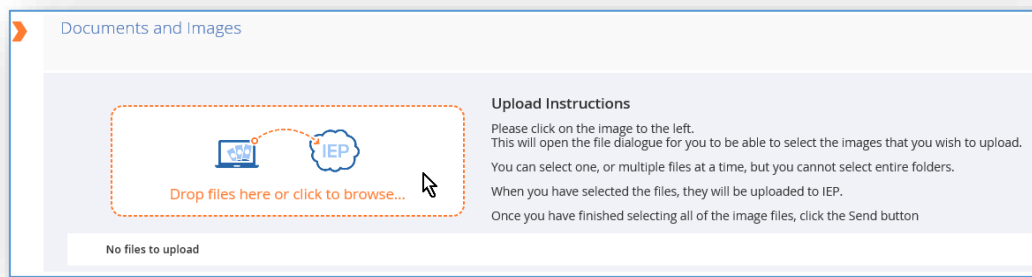 Documents and Images
IEP
Drop files here or click to browse...
Upload Instructions
Please click on the image to the left.
This will open the file dialogue for you to be able to select the images that you wish to upload.
You can select one, or multiple files at a time, but you cannot select entire folders.
When you have selected the files, they will be uploaded to IEP.
Once you have finished selecting all of the image files, click the Send button
No files to upload